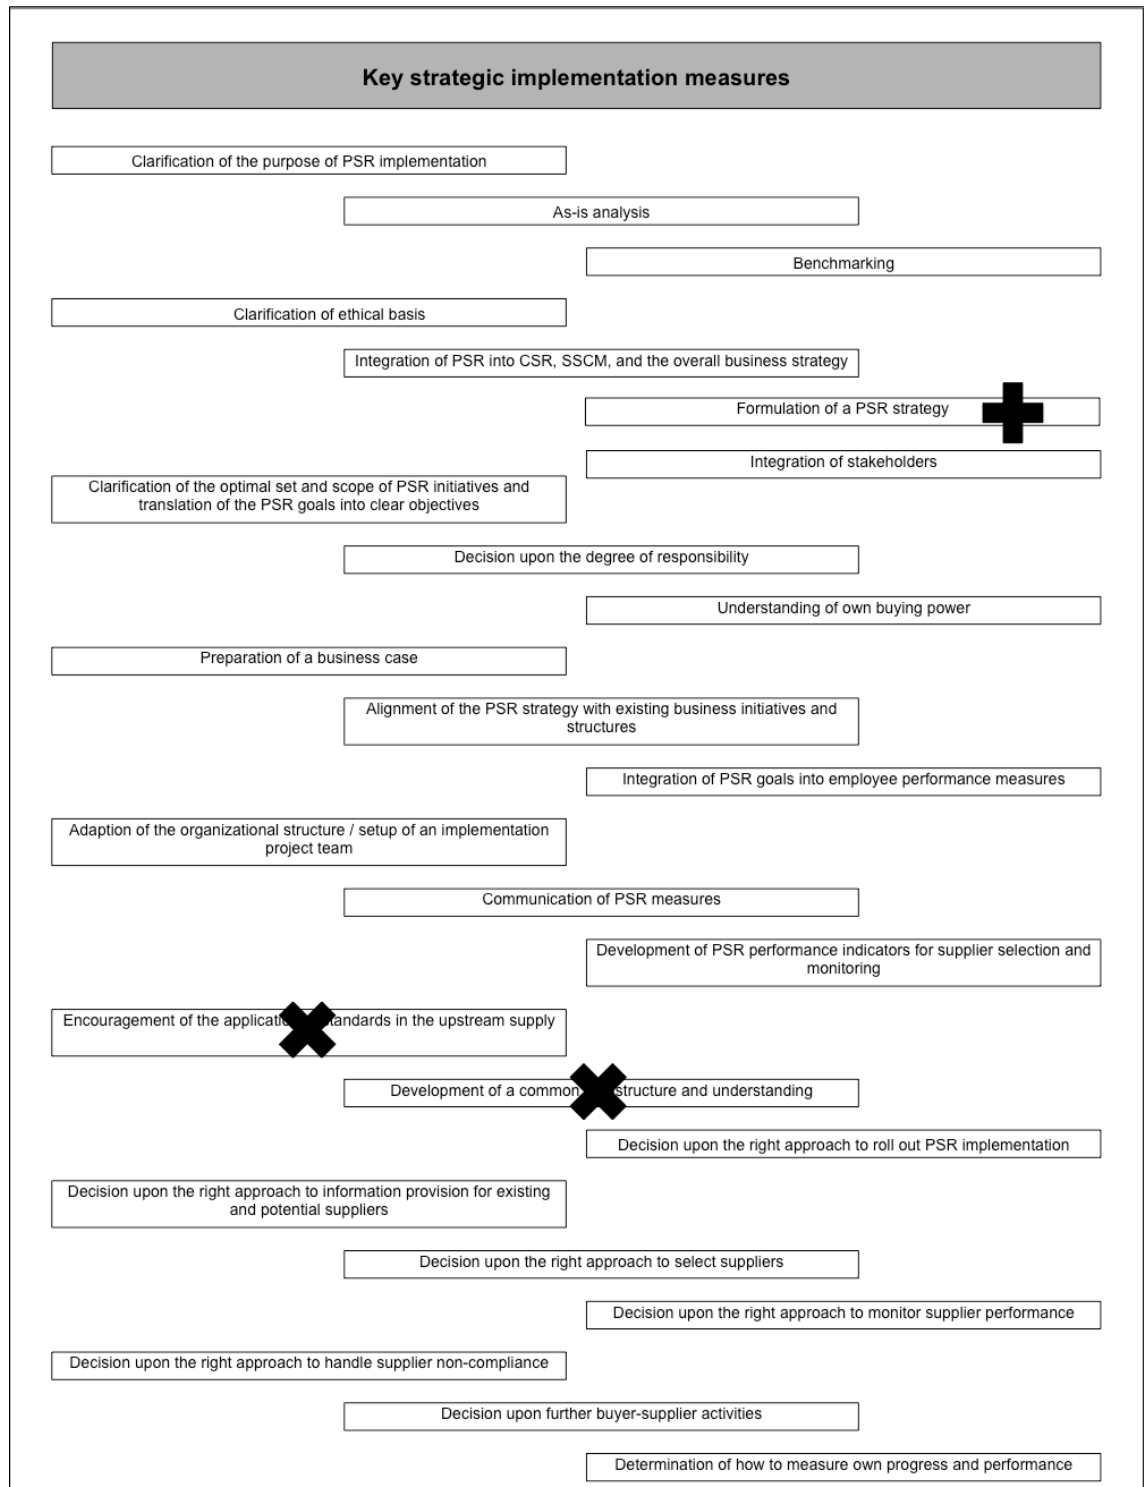 Key strategic implementation measures
Clarification of the purpose of PSR implementation
As-is analysis
Benchmarking
Clarification of ethical basis
Integration of PSR into CSR, SSCM, and the overall business strategy
Formulation of a PSR strategy
Integration of stakeholders
Clarification of the optimal set and scope of PSR initiatives and
translation of the PSR goals into clear objectives
Decision upon the degree of responsibility
Understanding of own buying power
Preparation of a business case
Alignment of the PSR strategy with existing business initiatives and
structures
Integration of PSR goals into employee performance measures
Adaption of the organizational structure / setup of an implementation
project team
Communication of PSR measures
Development of PSR performance indicators for supplier selection and
monitoring
Encouragement of the in the upstream supply
Development of a common structure and understanding
Decision upon the right approach to roll out PSR implementation
Decision upon the right approach to information provision for existing
and potential suppliers
Decision upon the right approach to select suppliers
Decision upon the right approach to monitor supplier performance
Decision upon the right approach to handle supplier non-compliance
Decision upon further buyer-supplier activities
Determination of how to measure own progress and performance